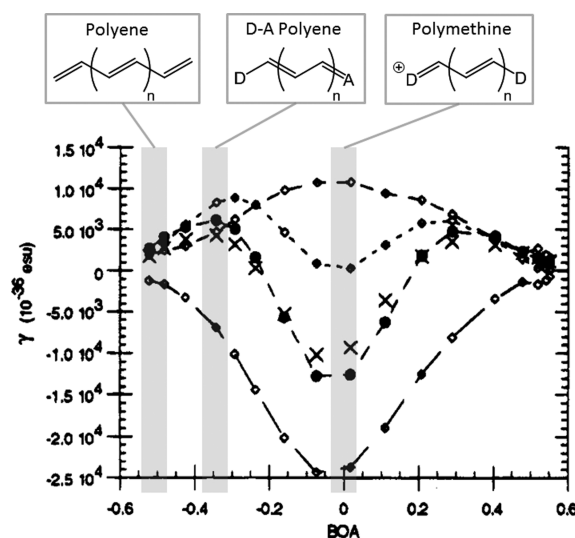 Polyene
D-A Polyene
Polymethine
n
D
A
n
⊕
D
D
n
1.5 10⁴
1.0 10⁴
5.0 10³
0
-5.0 10³
-1.0 10⁴
-1.5 10⁴
-2.0 10⁴
-2.5 10⁴
γ (10⁻³⁶ esu)
-0.6
-0.4
-0.2
0
0.2
0.4
0.6
BOA